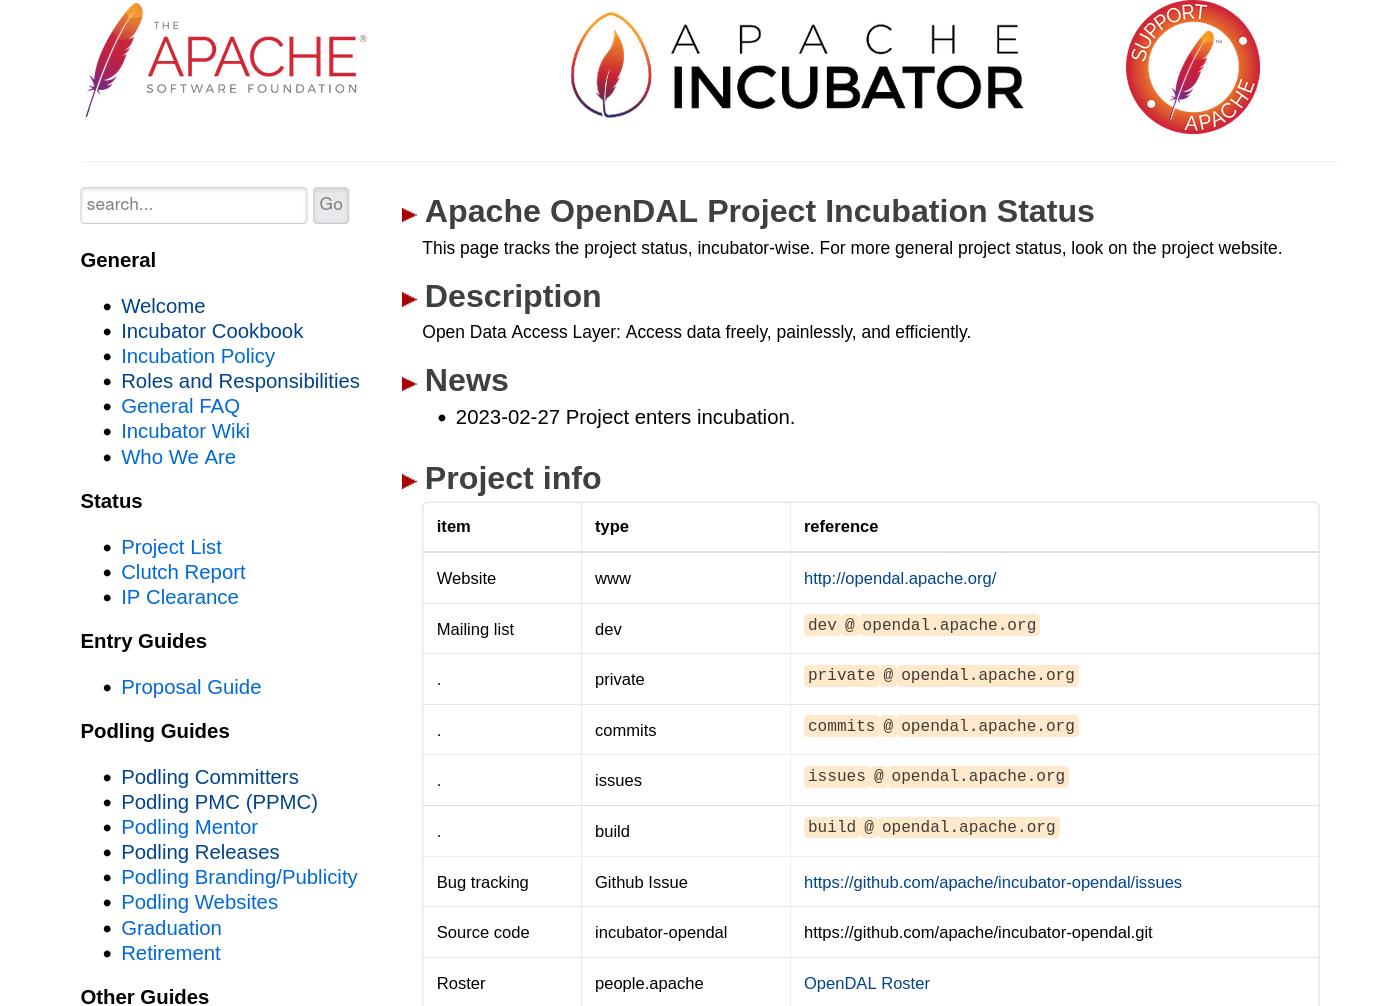 THE
APACHE®
SOFTWARE FOUNDATION
APACHE
INCUBATOR
SUPPORT
APACHE
™
search...
Go
General
Welcome
Incubator Cookbook
Incubation Policy
Roles and Responsibilities
General FAQ
Incubator Wiki
Who We Are
Status
Project List
Clutch Report
IP Clearance
Entry Guides
Proposal Guide
Podling Guides
Podling Committers
Podling PMC (PPMC)
Podling Mentor
Podling Releases
Podling Branding/Publicity
Podling Websites
Graduation
Retirement
Other Guides
Apache OpenDAL Project Incubation Status
This page tracks the project status, incubator-wise. For more general project status, look on the project website.
Description
Open Data Access Layer: Access data freely, painlessly, and efficiently.
News
2023-02-27 Project enters incubation.
Project info
item type reference
Website www http://opendal.apache.org/
Mailing list dev dev @ opendal.apache.org
. private private @ opendal.apache.org
. commits commits @ opendal.apache.org
. issues issues @ opendal.apache.org
. build build @ opendal.apache.org
Bug tracking Github Issue https://github.com/apache/incubator-opendal/issues
Source code incubator-opendal https://github.com/apache/incubator-opendal.git
Roster people.apache OpenDAL Roster